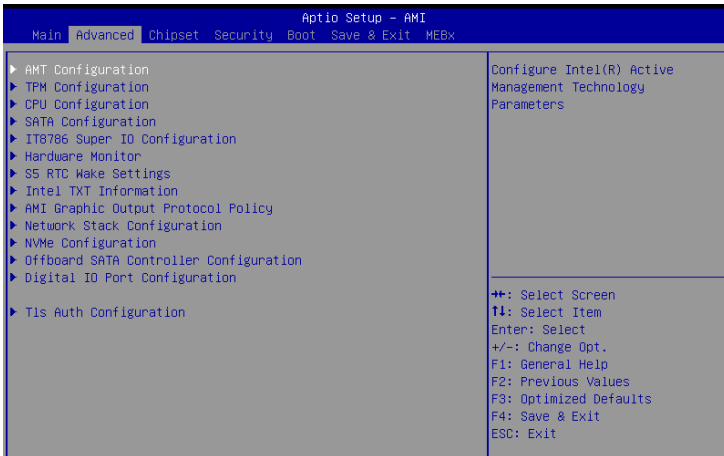 Aptio Setup – AMI
Main Advanced Chipset Security Boot Save & Exit MEBx
▶ AMT Configuration
▶ TPM Configuration
▶ CPU Configuration
▶ SATA Configuration
▶ IT8786 Super IO Configuration
▶ Hardware Monitor
▶ S5 RTC Wake Settings
▶ Intel TXT Information
▶ AMI Graphic Output Protocol Policy
▶ Network Stack Configuration
▶ NVMe Configuration
▶ Offboard SATA Controller Configuration
▶ Digital IO Port Configuration
▶ Tls Auth Configuration
Configure Intel(R) Active
Management Technology
Parameters
→←: Select Screen
↑↓: Select Item
Enter: Select
+/-: Change Opt.
F1: General Help
F2: Previous Values
F3: Optimized Defaults
F4: Save & Exit
ESC: Exit